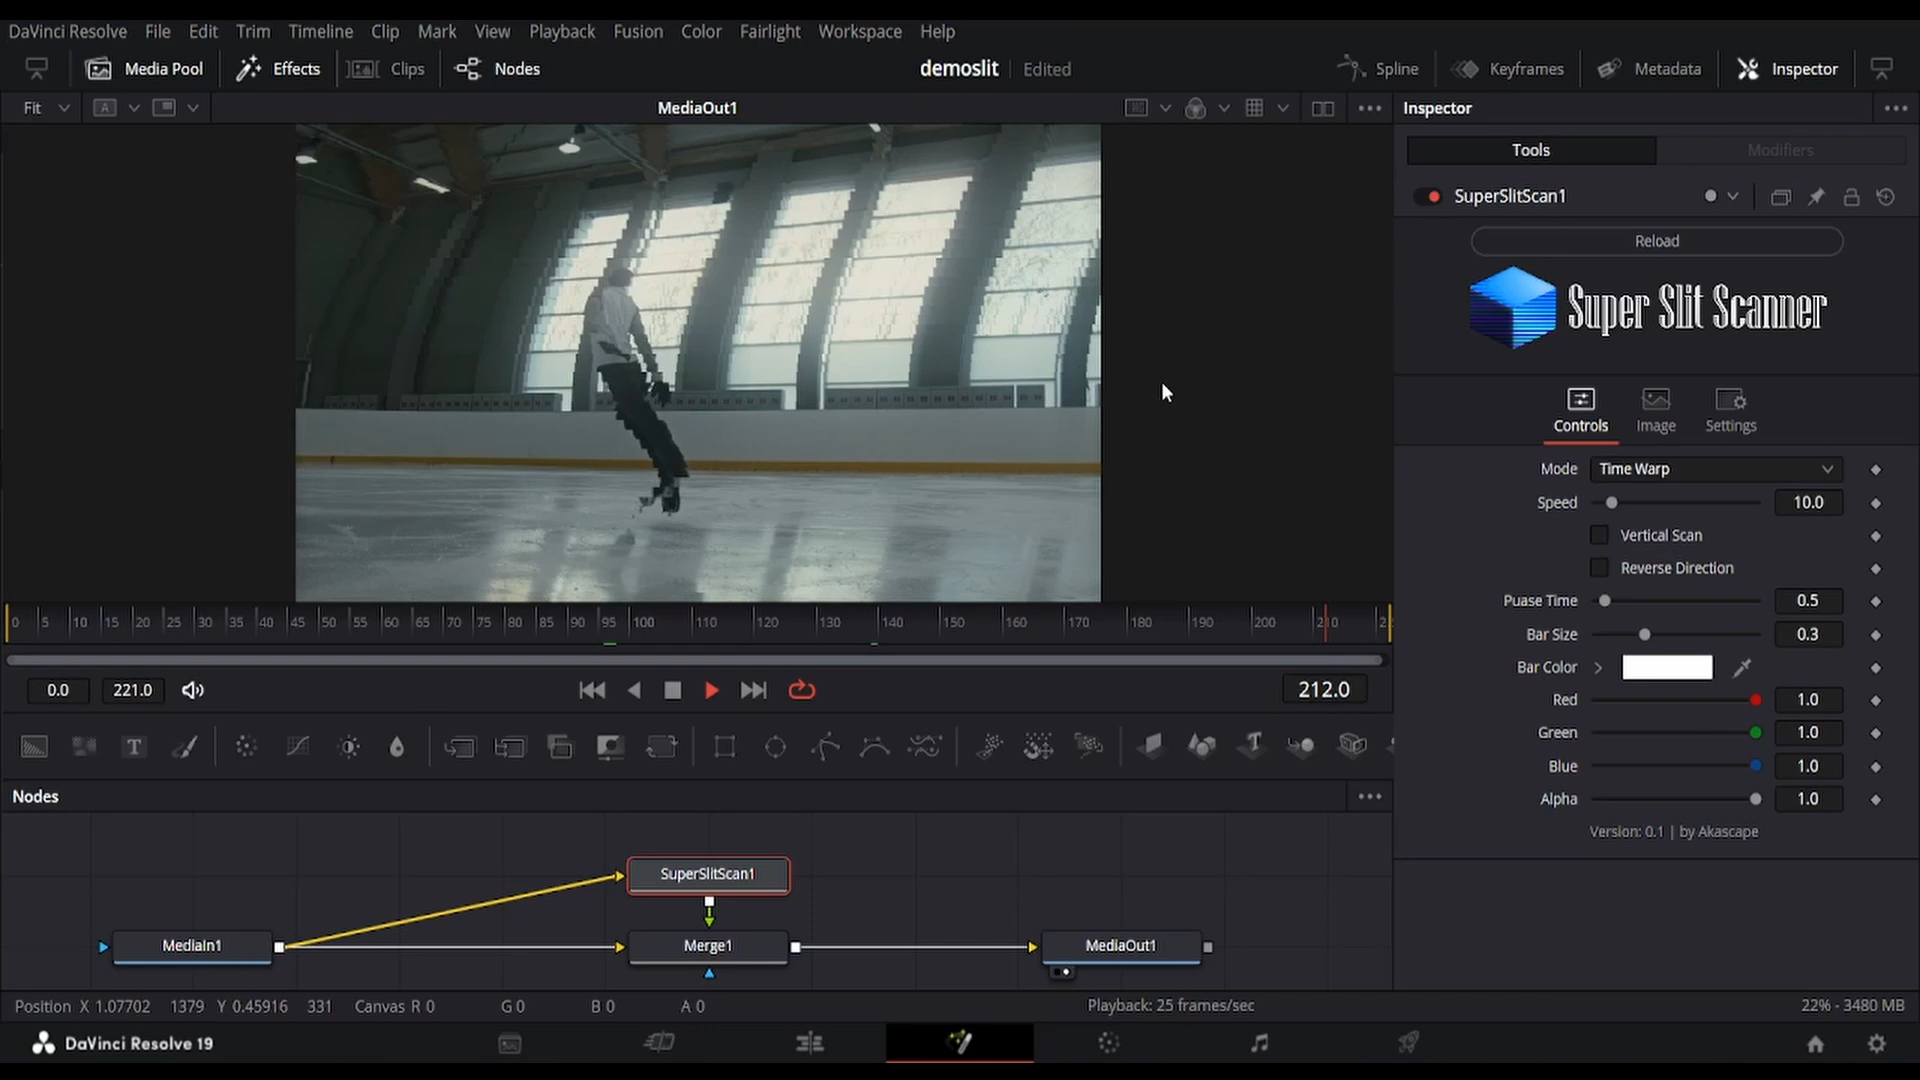 DaVinci Resolve File Edit Trim Timeline Clip Mark View Playback Fusion Color Fairlight Workspace Help
Media Pool Effects Clips Nodes demoslit Edited Spline Keyframes Metadata Inspector
Fit A MediaOut1 Inspector
Tools Modifiers
SuperSlitScan1
Reload
Super Slit Scanner
Controls Image Settings
Mode Time Warp
Speed 10.0
Vertical Scan
Reverse Direction
Puase Time 0.5
Bar Size 0.3
Bar Color
Red 1.0
Green 1.0
Blue 1.0
Alpha 1.0
Version: 0.1 | by Akascape
0 5 10 15 20 25 30 35 40 45 50 55 60 65 70 75 80 85 90 95 100 110 120 130 140 150 160 170 180 190 200 210 2
0.0 221.0 212.0
T
Nodes
SuperSlitScan1
MediaIn1 Merge1 MediaOut1
Position X 1.07702 1379 Y 0.45916 331 Canvas R 0 G 0 B 0 A 0 Playback: 25 frames/sec 22% - 3480 MB
DaVinci Resolve 19